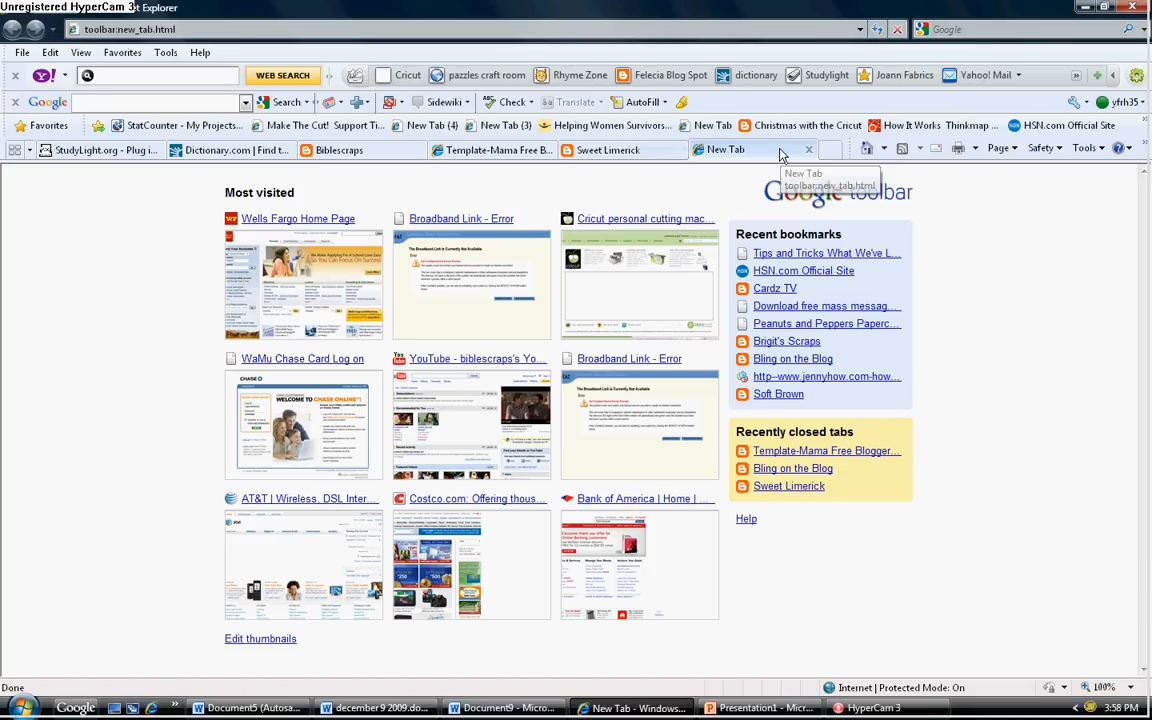 Unregistered HyperCam 3
et Explorer
toolbar:new_tab.html
Google
File Edit View Favorites Tools Help
Y! WEB SEARCH Cricut pazzles craft room Rhyme Zone Felecia Blog Spot dictionary Studylight Joann Fabrics Yahoo! Mail
Google Search Sidewiki Check Translate AutoFill yfrh35
Favorites StatCounter - My Projects... Make The Cut! Support Ti... New Tab (4) New Tab (3) Helping Women Survivors... New Tab Christmas with the Cricut How It Works Thinkmap ... HSN.com Official Site
StudyLight.org - Plug i... Dictionary.com | Find t... Biblescraps Template-Mama Free B... Sweet Limerick New Tab Page Safety Tools
New Tab
toolbar:new_tab.html
Google toolbar
Most visited
Wells Fargo Home Page Broadband Link - Error Cricut personal cutting mac...
WaMu Chase Card Log on YouTube - biblescraps's Yo... Broadband Link - Error
CHASE
WELCOME TO CHASE ONLINE
AT&T | Wireless, DSL Inter... Costco.com: Offering thous... Bank of America | Home | ...
Edit thumbnails
Recent bookmarks
Tips and Tricks What We've L...
HSN.com Official Site
Cardz TV
Download free mass messag...
Peanuts and Peppers Paperc...
Brigit's Scraps
Bling on the Blog
http--www.jennyhow.com-how...
Soft Brown
Recently closed tabs
Template-Mama Free Blogger...
Bling on the Blog
Sweet Limerick
Help
Done Internet | Protected Mode: On 100%
Google Document5 (Autosa... december 9 2009.do... Document9 - Micros... New Tab - Windows... Presentation1 - Mic... HyperCam 3 3:58 PM